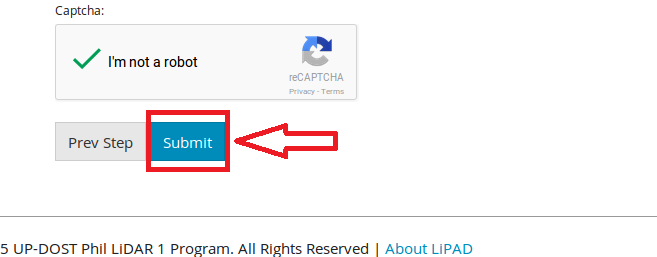 Captcha:
I'm not a robot
reCAPTCHA
Privacy - Terms
Prev Step
Submit
5 UP-DOST Phil LiDAR 1 Program. All Rights Reserved | About LiPAD